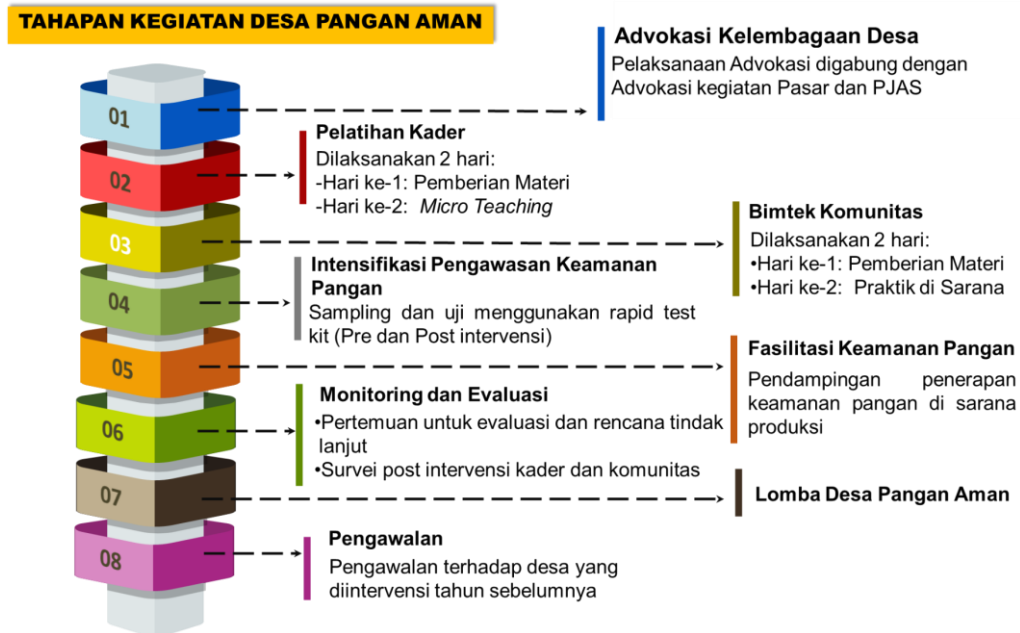 TAHAPAN KEGIATAN DESA PANGAN AMAN
01
Advokasi Kelembagaan Desa
Pelaksanaan Advokasi digabung dengan
Advokasi kegiatan Pasar dan PJAS
02
Pelatihan Kader
Dilaksanakan 2 hari:
-Hari ke-1: Pemberian Materi
-Hari ke-2: Micro Teaching
03
Bimtek Komunitas
Dilaksanakan 2 hari:
•Hari ke-1: Pemberian Materi
•Hari ke-2: Praktik di Sarana
04
Intensifikasi Pengawasan Keamanan
Pangan
Sampling dan uji menggunakan rapid test
kit (Pre dan Post intervensi)
05
Fasilitasi Keamanan Pangan
Pendampingan penerapan
keamanan pangan di sarana
produksi
06
Monitoring dan Evaluasi
•Pertemuan untuk evaluasi dan rencana tindak
lanjut
•Survei post intervensi kader dan komunitas
07
Lomba Desa Pangan Aman
08
Pengawalan
Pengawalan terhadap desa yang
diintervensi tahun sebelumnya